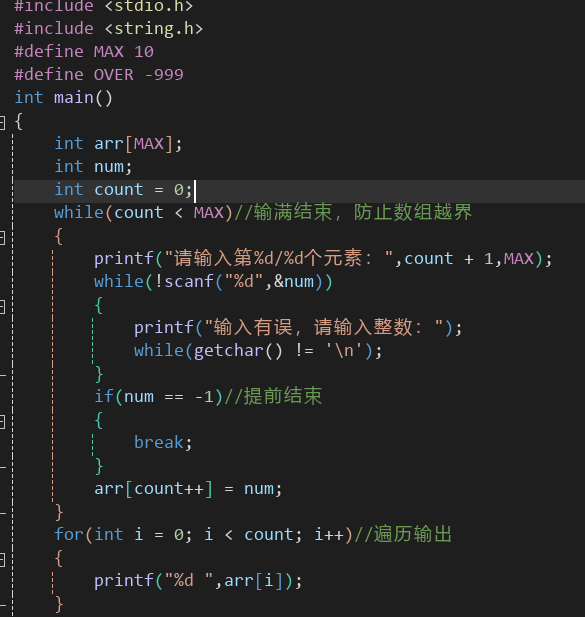 #include <stdio.h>
#include <string.h>
#define MAX 10
#define OVER -999
int main()
{
    int arr[MAX];
    int num;
    int count = 0;
    while(count < MAX)//输满结束，防止数组越界
    {
        printf("请输入第%d/%d个元素：",count + 1,MAX);
        while(!scanf("%d",&num))
        {
            printf("输入有误，请输入整数：");
            while(getchar() != '\n');
        }
        if(num == -1)//提前结束
        {
            break;
        }
        arr[count++] = num;
    }
    for(int i = 0; i < count; i++)//遍历输出
    {
        printf("%d ",arr[i]);
    }